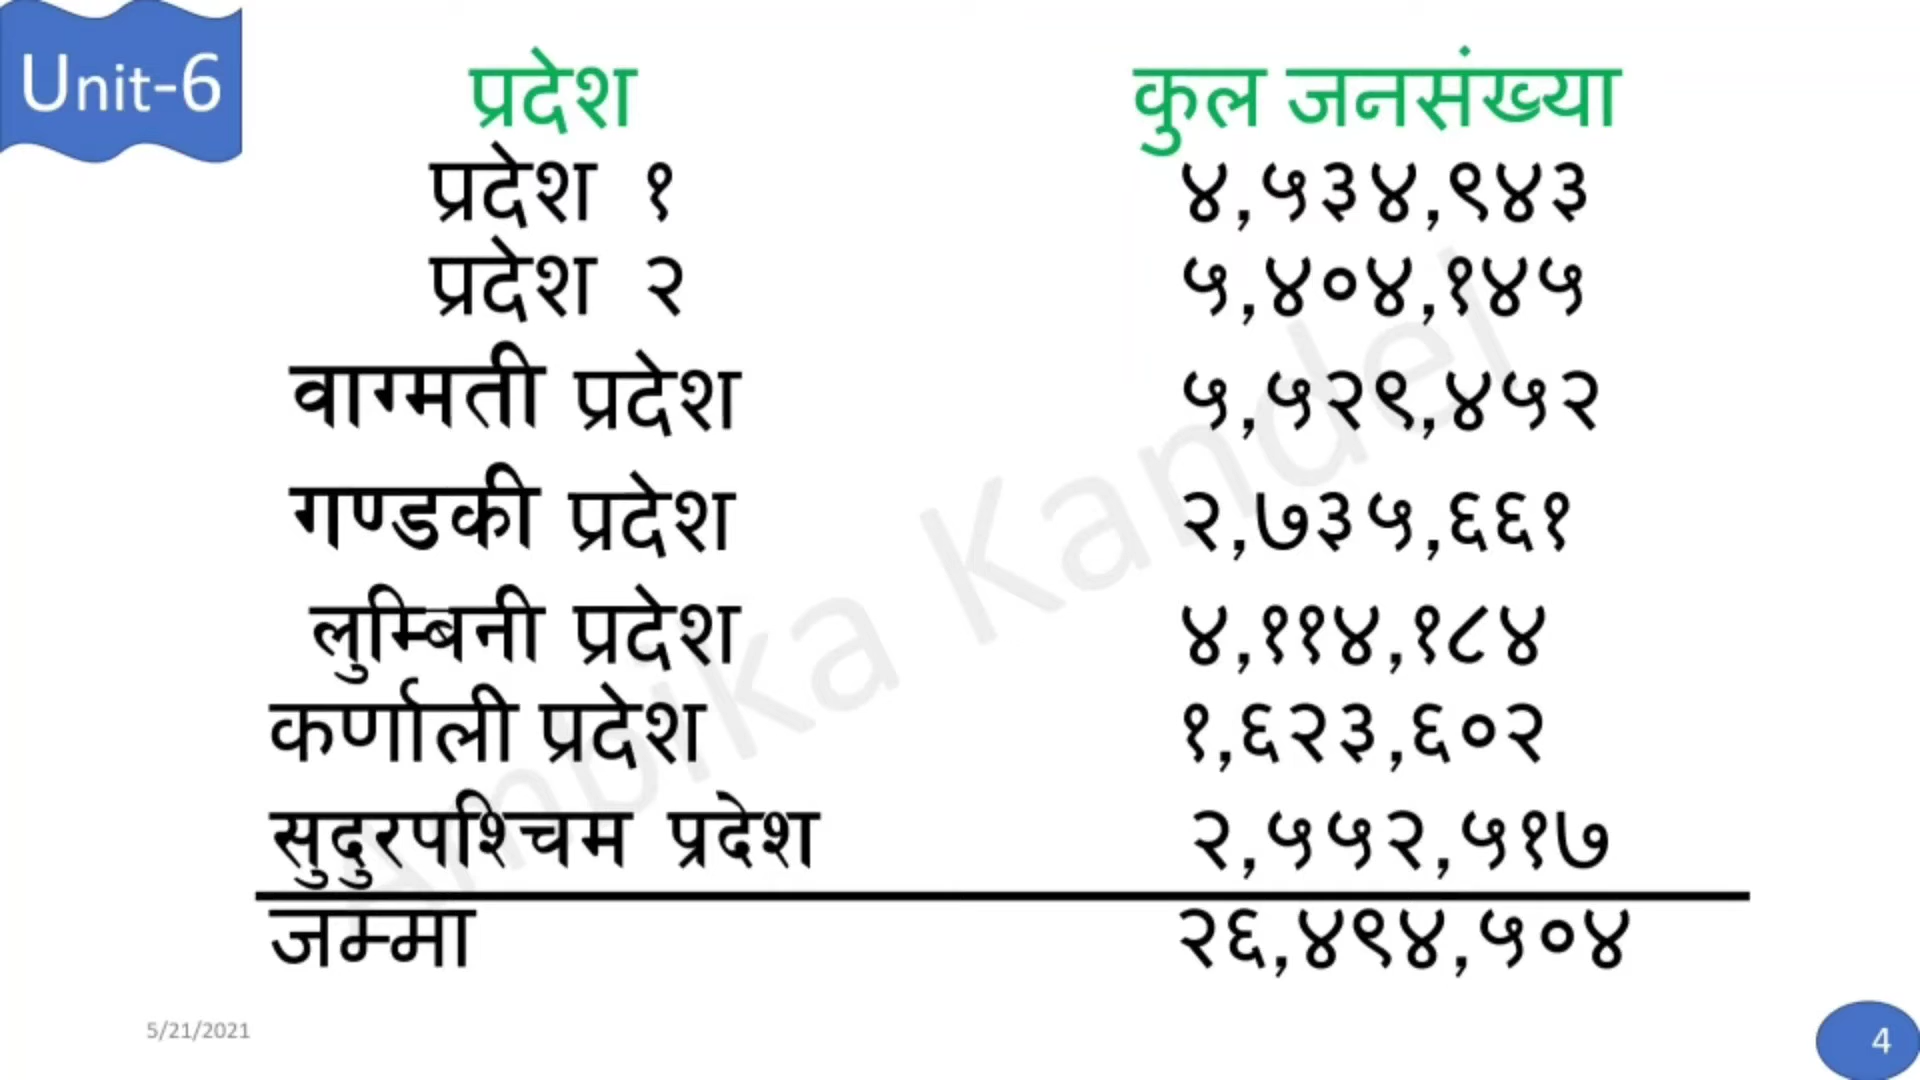 Unit-6
प्रदेश कुल जनसंख्या
प्रदेश १ ४,५३४,९४३
प्रदेश २ ५,४०४,१४५
वाग्मती प्रदेश ५,५२९,४५२
गण्डकी प्रदेश २,७३५,६६१
लुम्बिनी प्रदेश ४,११४,१८४
कर्णाली प्रदेश १,६२३,६०२
सुदुरपश्चिम प्रदेश २,५५२,५१७
जम्मा २६,४९४,५०४
Ambika Kandel
5/21/2021
4